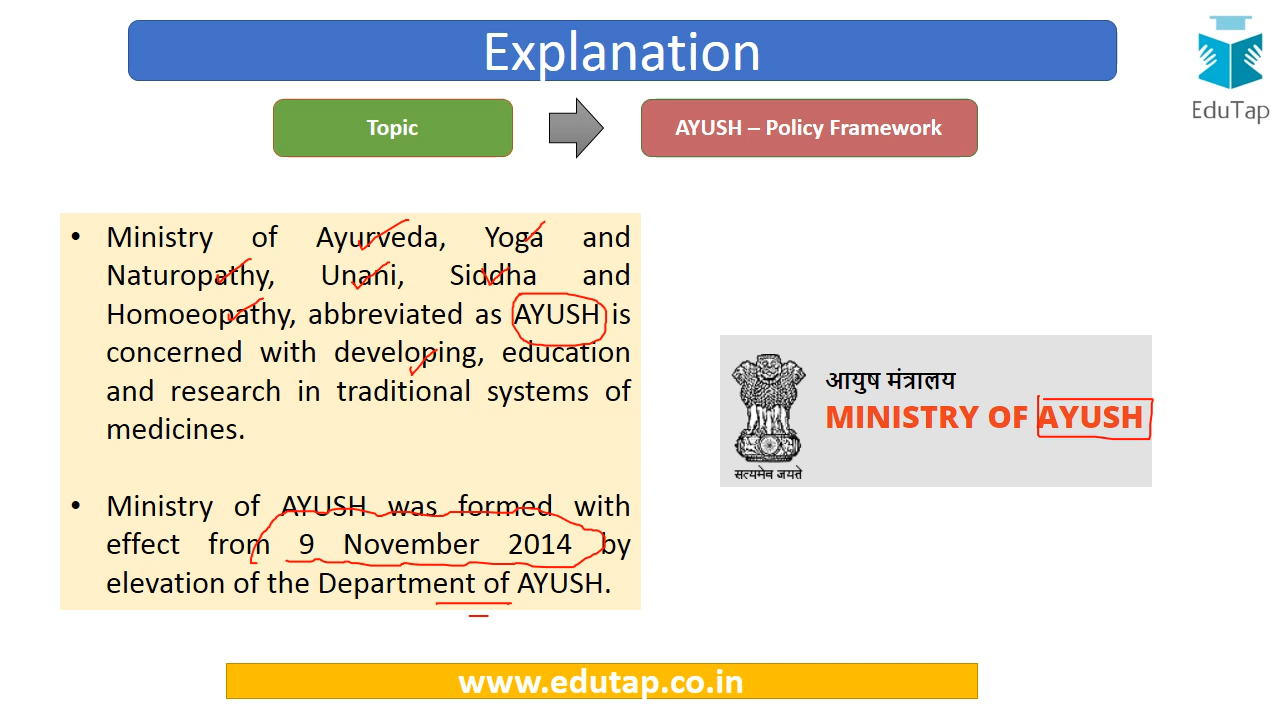 Explanation
EduTap
Topic
AYUSH – Policy Framework
• Ministry of Ayurveda, Yoga and
Naturopathy, Unani, Siddha and
Homoeopathy, abbreviated as AYUSH is
concerned with developing, education
and research in traditional systems of
medicines.
• Ministry of AYUSH was formed with
effect from 9 November 2014 by
elevation of the Department of AYUSH.
आयुष मंत्रालय
MINISTRY OF AYUSH
सत्यमेव जयते
www.edutap.co.in